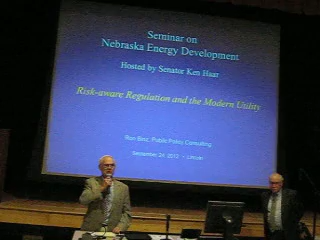 Seminar on
Nebraska Energy Development
Hosted by Senator Ken Haar
Risk-aware Regulation and the Modern Utility
Ron Binz, Public Policy Consulting
September 24, 2012 - Lincoln